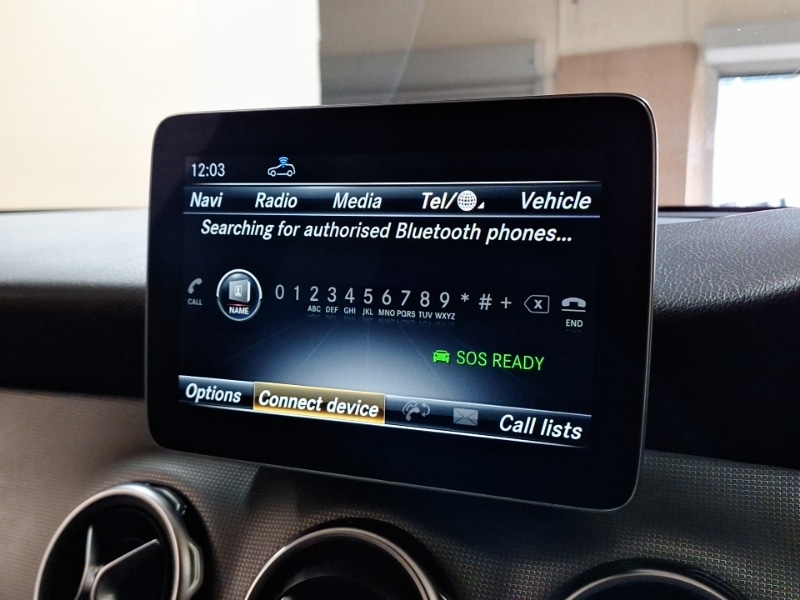 12:03
Navi Radio Media Tel/ Vehicle
Searching for authorised Bluetooth phones...
CALL NAME 0 1 2 3 4 5 6 7 8 9 * # + x END
ABC DEF GHI JKL MNO PQRS TUV WXYZ
SOS READY
Options Connect device Call lists